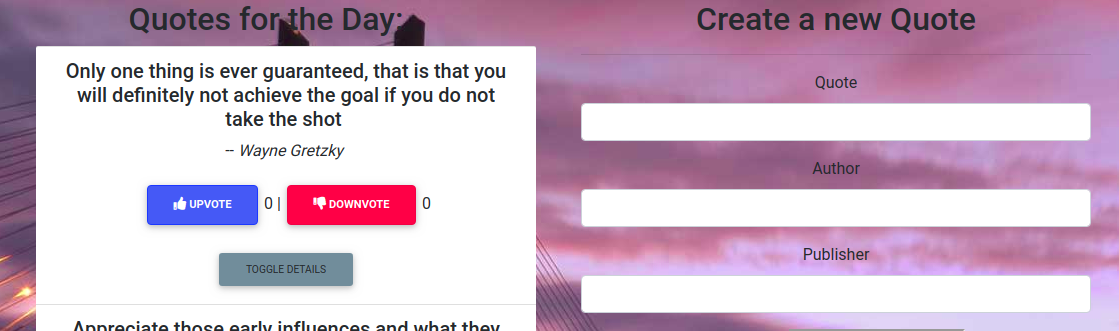 Quotes for the Day:
Only one thing is ever guaranteed, that is that you
will definitely not achieve the goal if you do not
take the shot
-- Wayne Gretzky
UPVOTE 0 | DOWNVOTE 0
TOGGLE DETAILS
Appreciate those early influences and what they
Create a new Quote
Quote
Author
Publisher